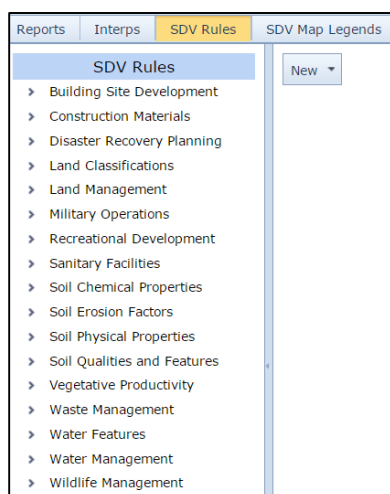 Reports Interps SDV Rules SDV Map Legends
SDV Rules
New
Building Site Development
Construction Materials
Disaster Recovery Planning
Land Classifications
Land Management
Military Operations
Recreational Development
Sanitary Facilities
Soil Chemical Properties
Soil Erosion Factors
Soil Physical Properties
Soil Qualities and Features
Vegetative Productivity
Waste Management
Water Features
Water Management
Wildlife Management